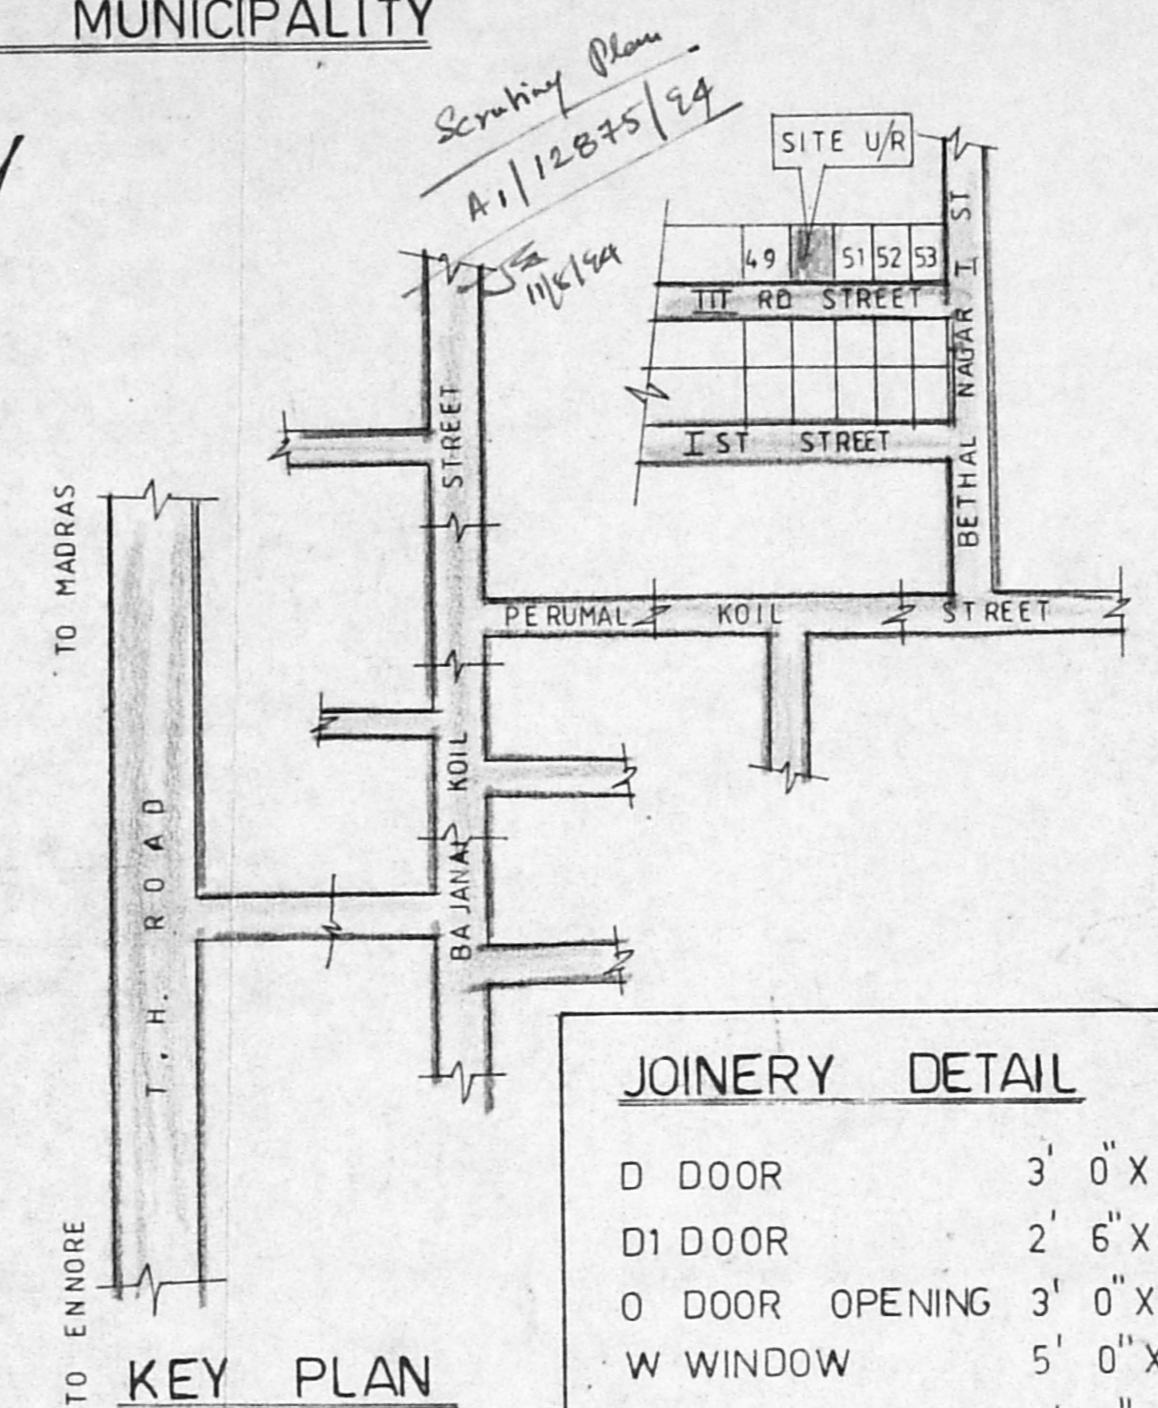 MUNICIPALITY
Scrutiny Plan
A1/12875/94
11/8/94
SITE U/R
49 51 52 53
III RD STREET
I ST STREET
BETHAL NAGAR I ST
PERUMAL KOIL STREET
BAJANAI KOIL STREET
TO MADRAS
T. H. ROAD
TO ENNORE
KEY PLAN
JOINERY DETAIL
D DOOR 3' 0" X
D1 DOOR 2' 6" X
O DOOR OPENING 3' 0" X
W WINDOW 5' 0" X